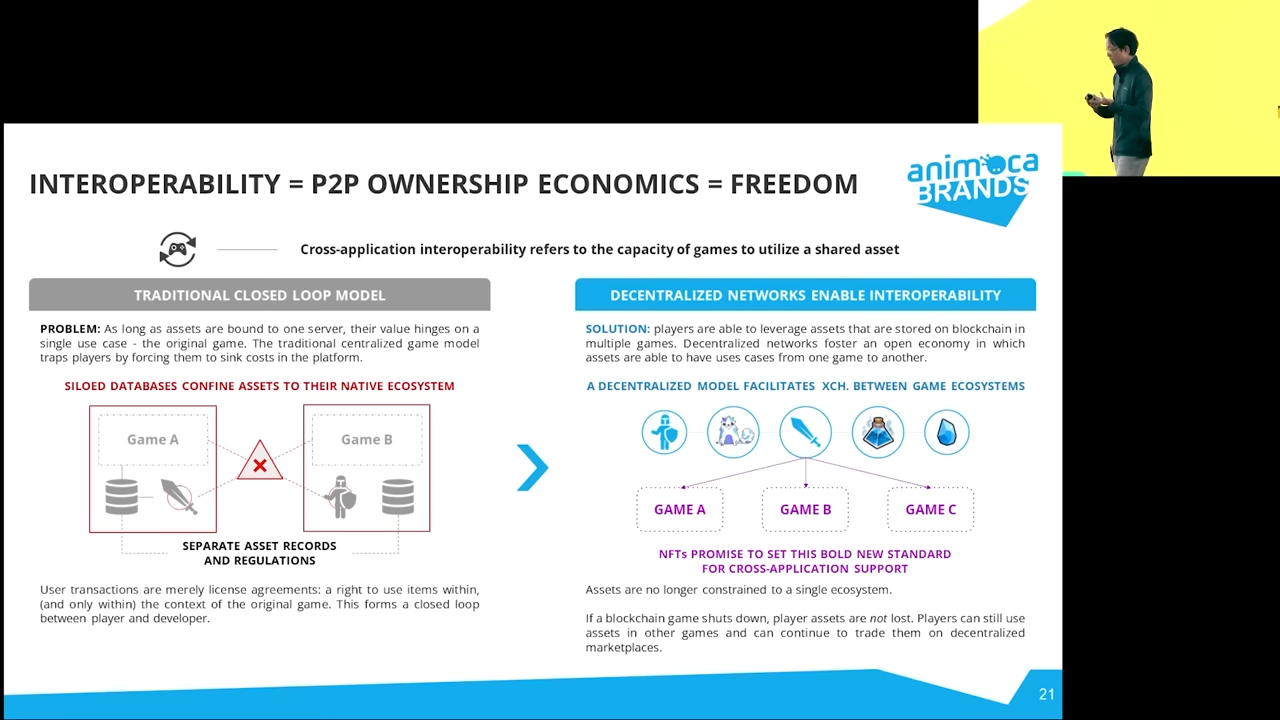 INTEROPERABILITY = P2P OWNERSHIP ECONOMICS = FREEDOM
animoca
BRANDS
Cross-application interoperability refers to the capacity of games to utilize a shared asset
TRADITIONAL CLOSED LOOP MODEL
PROBLEM: As long as assets are bound to one server, their value hinges on a
single use case - the original game. The traditional centralized game model
traps players by forcing them to sink costs in the platform.
SILOED DATABASES CONFINE ASSETS TO THEIR NATIVE ECOSYSTEM
Game A
Game B
SEPARATE ASSET RECORDS
AND REGULATIONS
User transactions are merely license agreements: a right to use items within,
(and only within) the context of the original game. This forms a closed loop
between player and developer.
DECENTRALIZED NETWORKS ENABLE INTEROPERABILITY
SOLUTION: players are able to leverage assets that are stored on blockchain in
multiple games. Decentralized networks foster an open economy in which
assets are able to have uses cases from one game to another.
A DECENTRALIZED MODEL FACILITATES XCH. BETWEEN GAME ECOSYSTEMS
GAME A
GAME B
GAME C
NFTs PROMISE TO SET THIS BOLD NEW STANDARD
FOR CROSS-APPLICATION SUPPORT
Assets are no longer constrained to a single ecosystem.
If a blockchain game shuts down, player assets are not lost. Players can still use
assets in other games and can continue to trade them on decentralized
marketplaces.
21